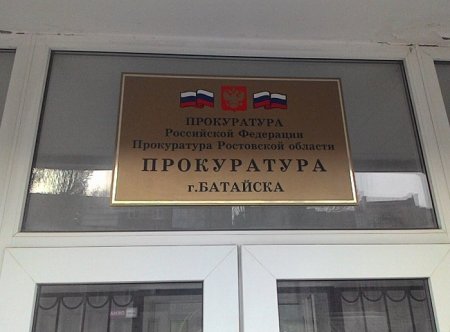 ПРОКУРАТУРА
Российской Федерации
Прокуратура Ростовской области
ПРОКУРАТУРА
г.БАТАЙСКА